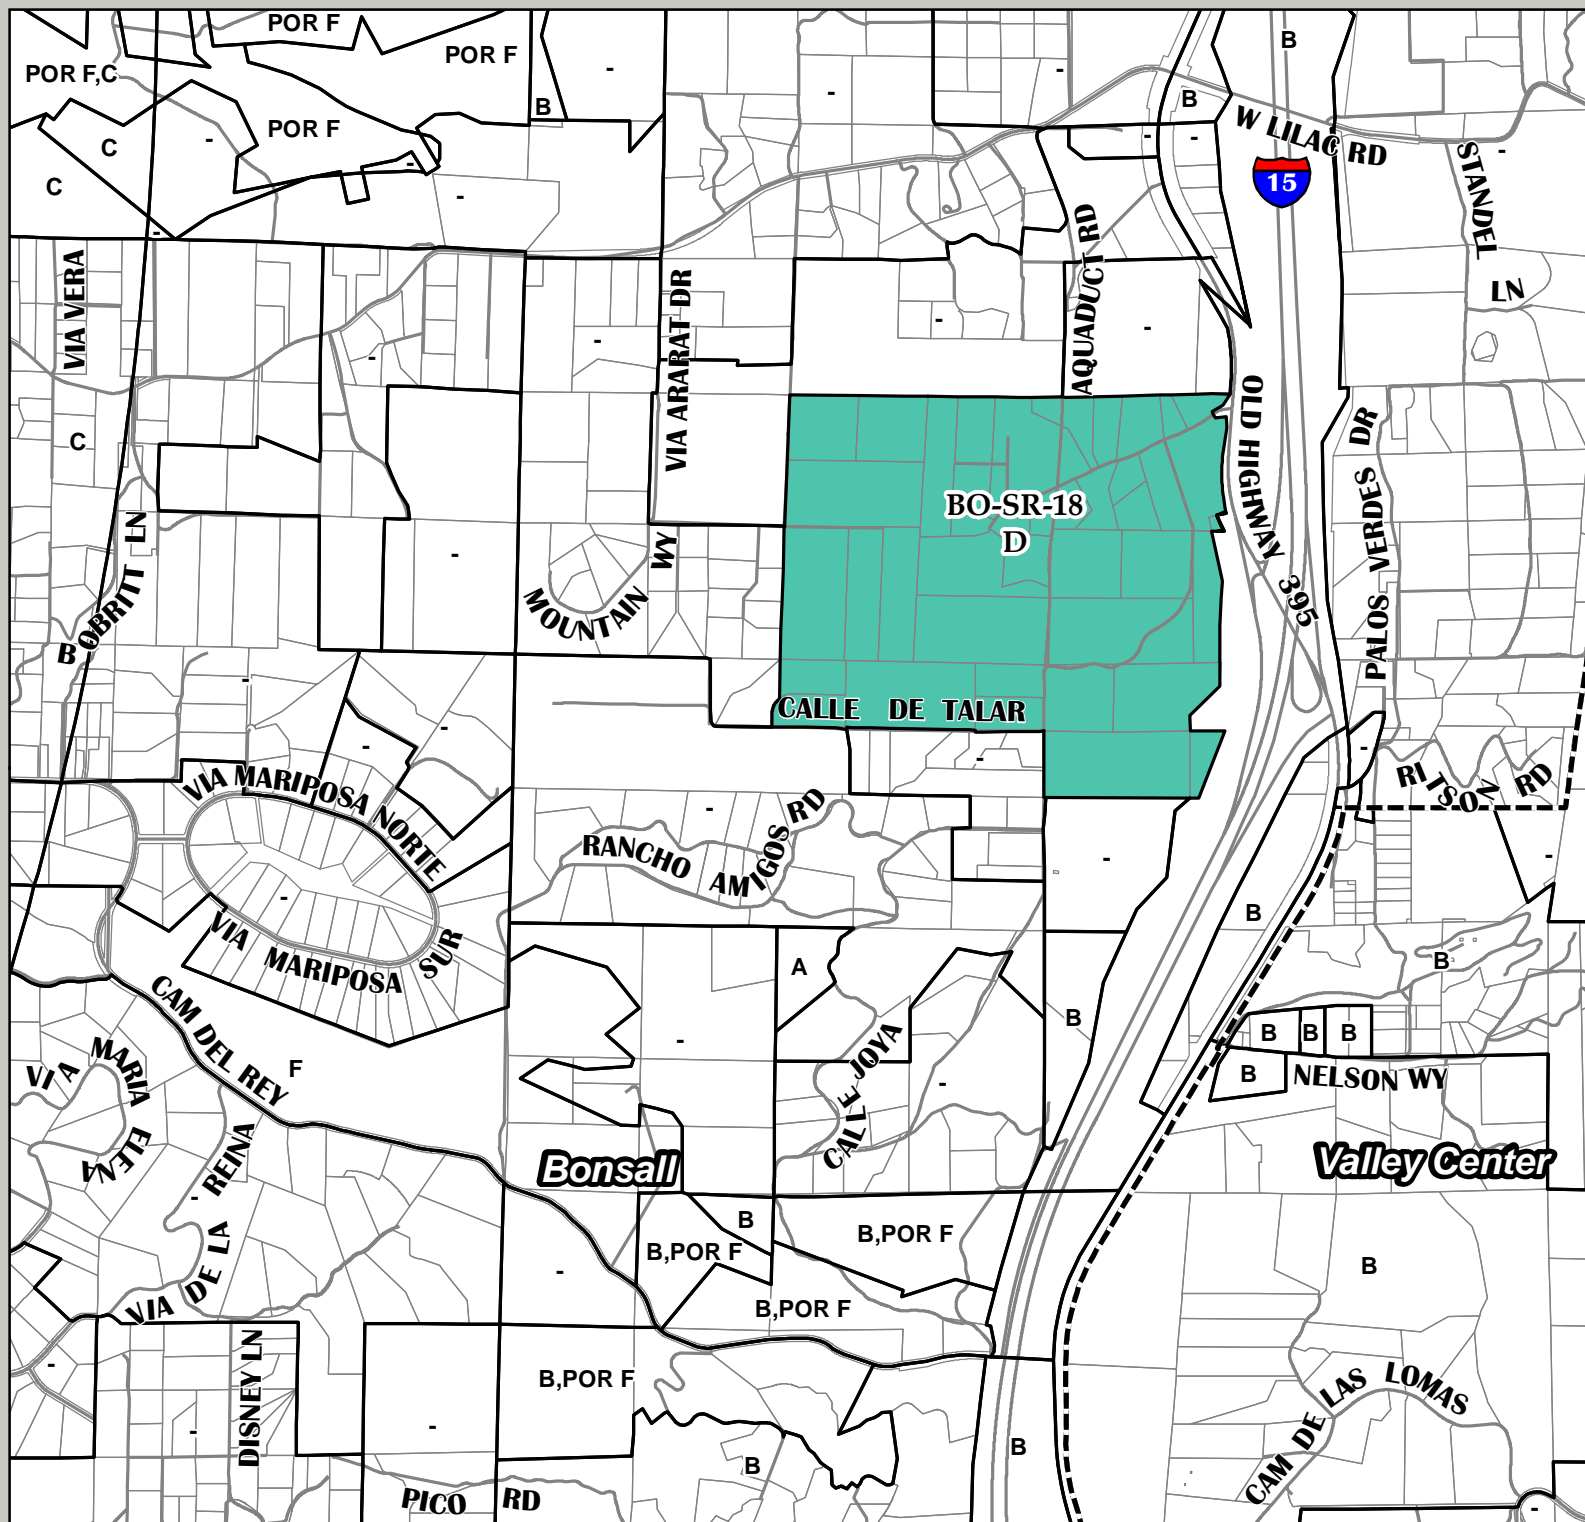 POR F
B
POR F
POR F,C
-
-
-
B
B
POR F
C
-
-
-
-
W LILAC RD
-
C
-
15
STANDEL LN
-
VIA VERA
VIA ARARAT DR
AQUADUCT RD
-
-
-
-
OLD HIGHWAY 395
C
PALOS VERDES DR
BO-SR-18
D
BOBRITT LN
-
MOUNTAIN WY
-
CALLE DE TALAR
-
-
-
-
RITSON RD
VIA MARIPOSA NORTE
-
RANCHO AMIGOS RD
-
-
-
B
VIA MARIPOSA SUR
A
B
CAM DEL REY
B
-
B
B
B
CALLE JOYA
VIA MARIA ELENA
F
-
B
NELSON WY
Bonsall
Valley Center
VIA DE LA REINA
-
B
B,POR F
B,POR F
-
B
B,POR F
DISNEY LN
-
B,POR F
CAM DE LAS LOMAS
-
-
B
B
PICO RD
-